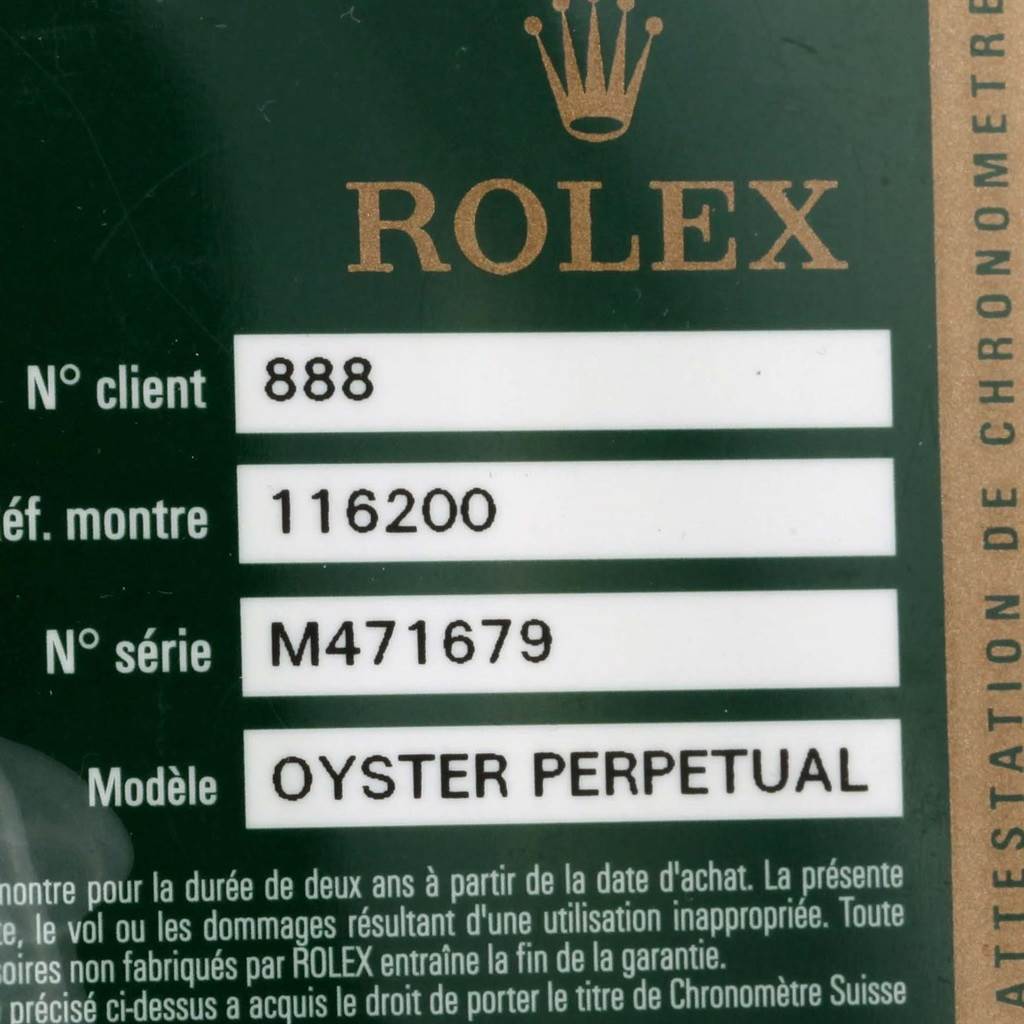 ROLEX
N° client 888
éf. montre 116200
N° série M471679
Modèle OYSTER PERPETUAL
montre pour la durée de deux ans à partir de la date d'achat. La présente
te, le vol ou les dommages résultant d'une utilisation inappropriée. Toute
soires non fabriqués par ROLEX entraîne la fin de la garantie.
précisé ci-dessus a acquis le droit de porter le titre de Chronomètre Suisse
ATTESTATION DE CHRONOMETRE